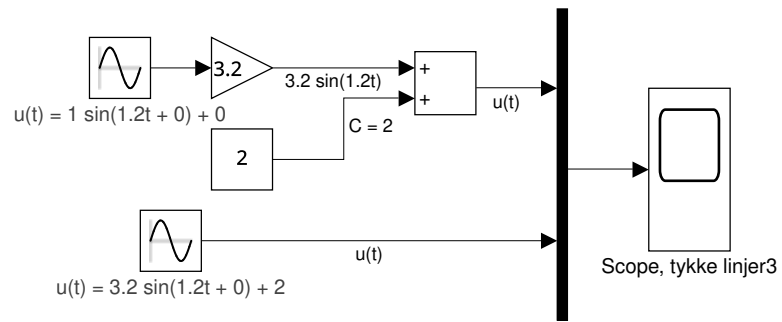 3.2
3.2 sin(1.2t)
+
+
u(t)
u(t) = 1 sin(1.2t + 0) + 0
C = 2
2
u(t)
u(t) = 3.2 sin(1.2t + 0) + 2
Scope, tykke linjer3